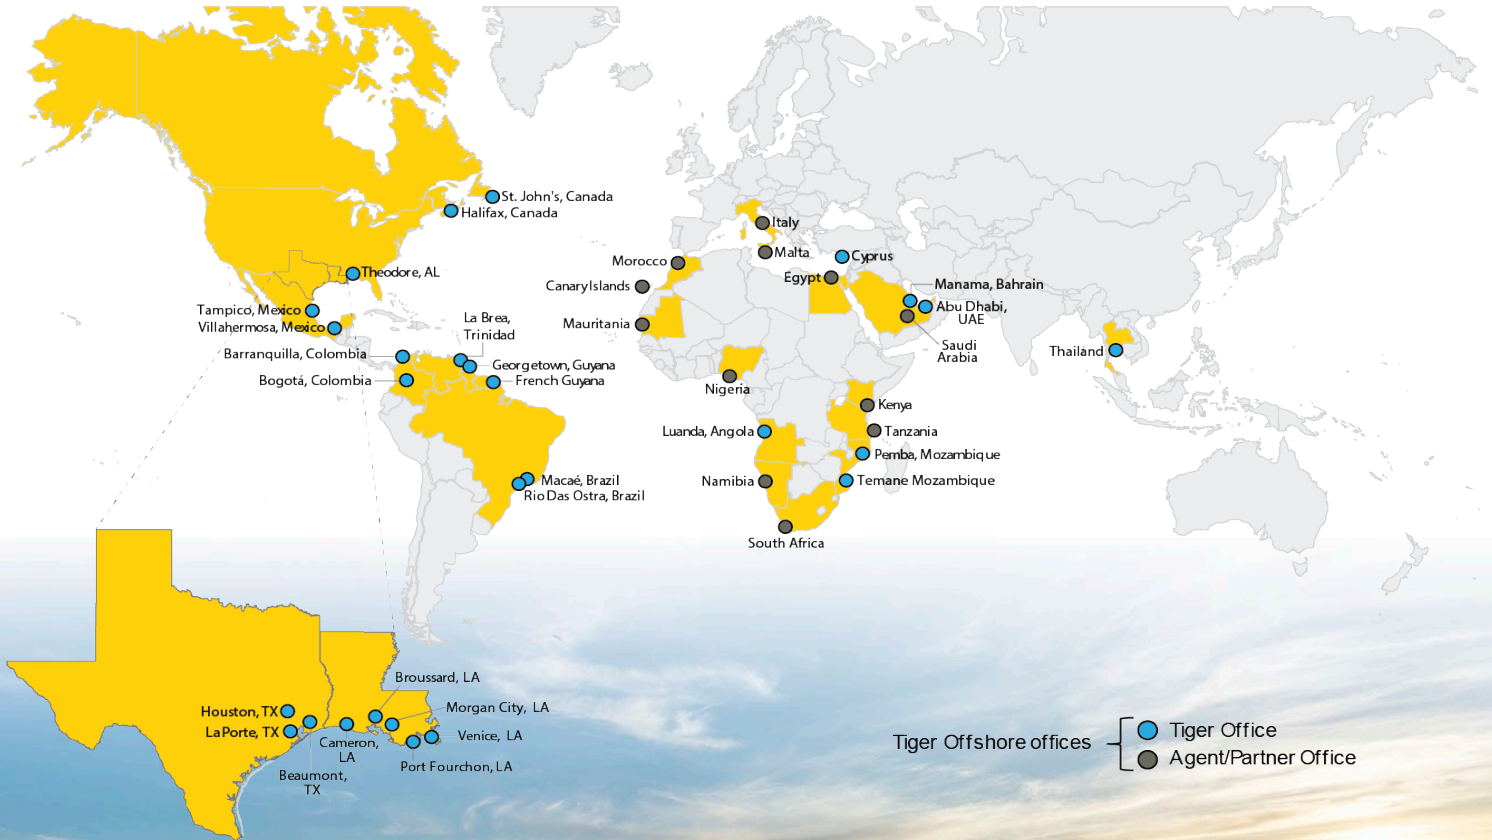 St. John's, Canada
Halifax, Canada
Italy
Malta
Cyprus
Morocco
Egypt
Theodore, AL
Canary Islands
Manama, Bahrain
Abu Dhabi,
UAE
Tampico, Mexico
Villahermosa, Mexico
La Brea,
Trinidad
Mauritania
Saudi
Arabia
Thailand
Barranquilla, Colombia
Georgetown, Guyana
Bogotá, Colombia
French Guyana
Nigeria
Kenya
Luanda, Angola
Tanzania
Pemba, Mozambique
Macaé, Brazil
Rio Das Ostra, Brazil
Namibia
Temane Mozambique
South Africa
Broussard, LA
Houston, TX
Morgan City, LA
La Porte, TX
Venice, LA
Cameron,
LA
Port Fourchon, LA
Beaumont,
TX
Tiger Offshore offices
Tiger Office
Agent/Partner Office